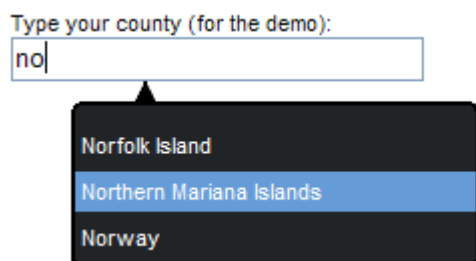 Type your county (for the demo):
no
Norfolk Island
Northern Mariana Islands
Norway